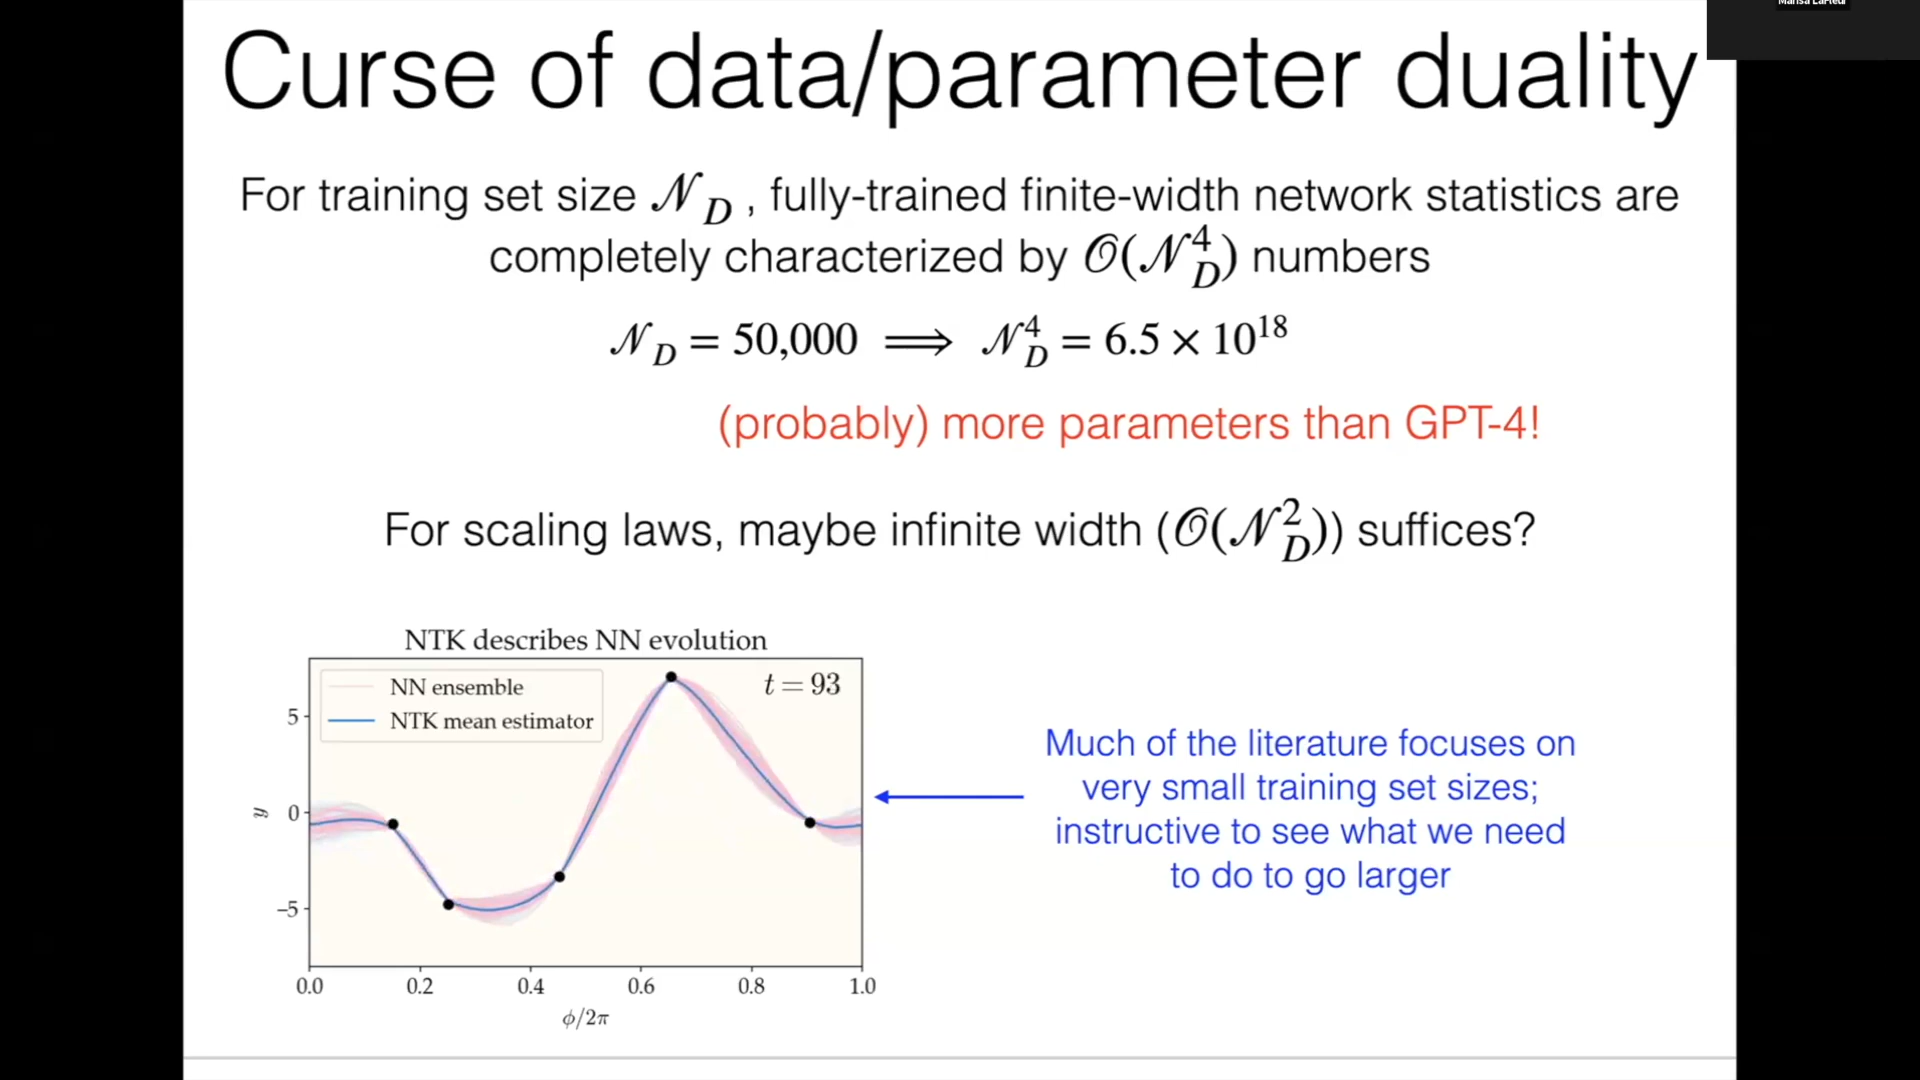 Marisa LaFleur
Curse of data/parameter duality
For training set size 𝒩_D , fully-trained finite-width network statistics are
completely characterized by 𝒪(𝒩_D^4) numbers
𝒩_D = 50,000 ⟹ 𝒩_D^4 = 6.5 × 10^18
(probably) more parameters than GPT-4!
For scaling laws, maybe infinite width (𝒪(𝒩_D^2)) suffices?
NTK describes NN evolution
NN ensemble
NTK mean estimator
t = 93
5
0
−5
y
0.0 0.2 0.4 0.6 0.8 1.0
ϕ/2π
Much of the literature focuses on
very small training set sizes;
instructive to see what we need
to do to go larger